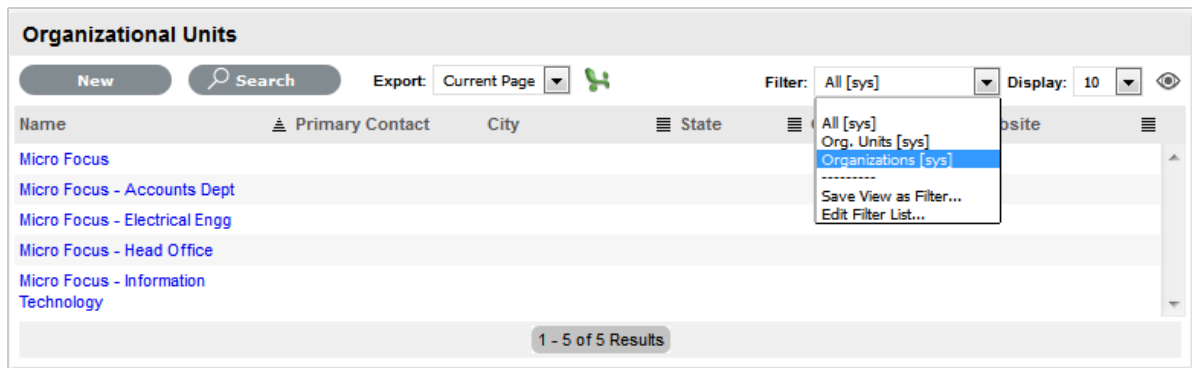 Organizational Units
New Search Export: Current Page Filter: All [sys] Display: 10
Name Primary Contact City State
All [sys]
Org. Units [sys]
Organizations [sys]
---------
Save View as Filter...
Edit Filter List...
Micro Focus
Micro Focus - Accounts Dept
Micro Focus - Electrical Engg
Micro Focus - Head Office
Micro Focus - Information
Technology
1 - 5 of 5 Results